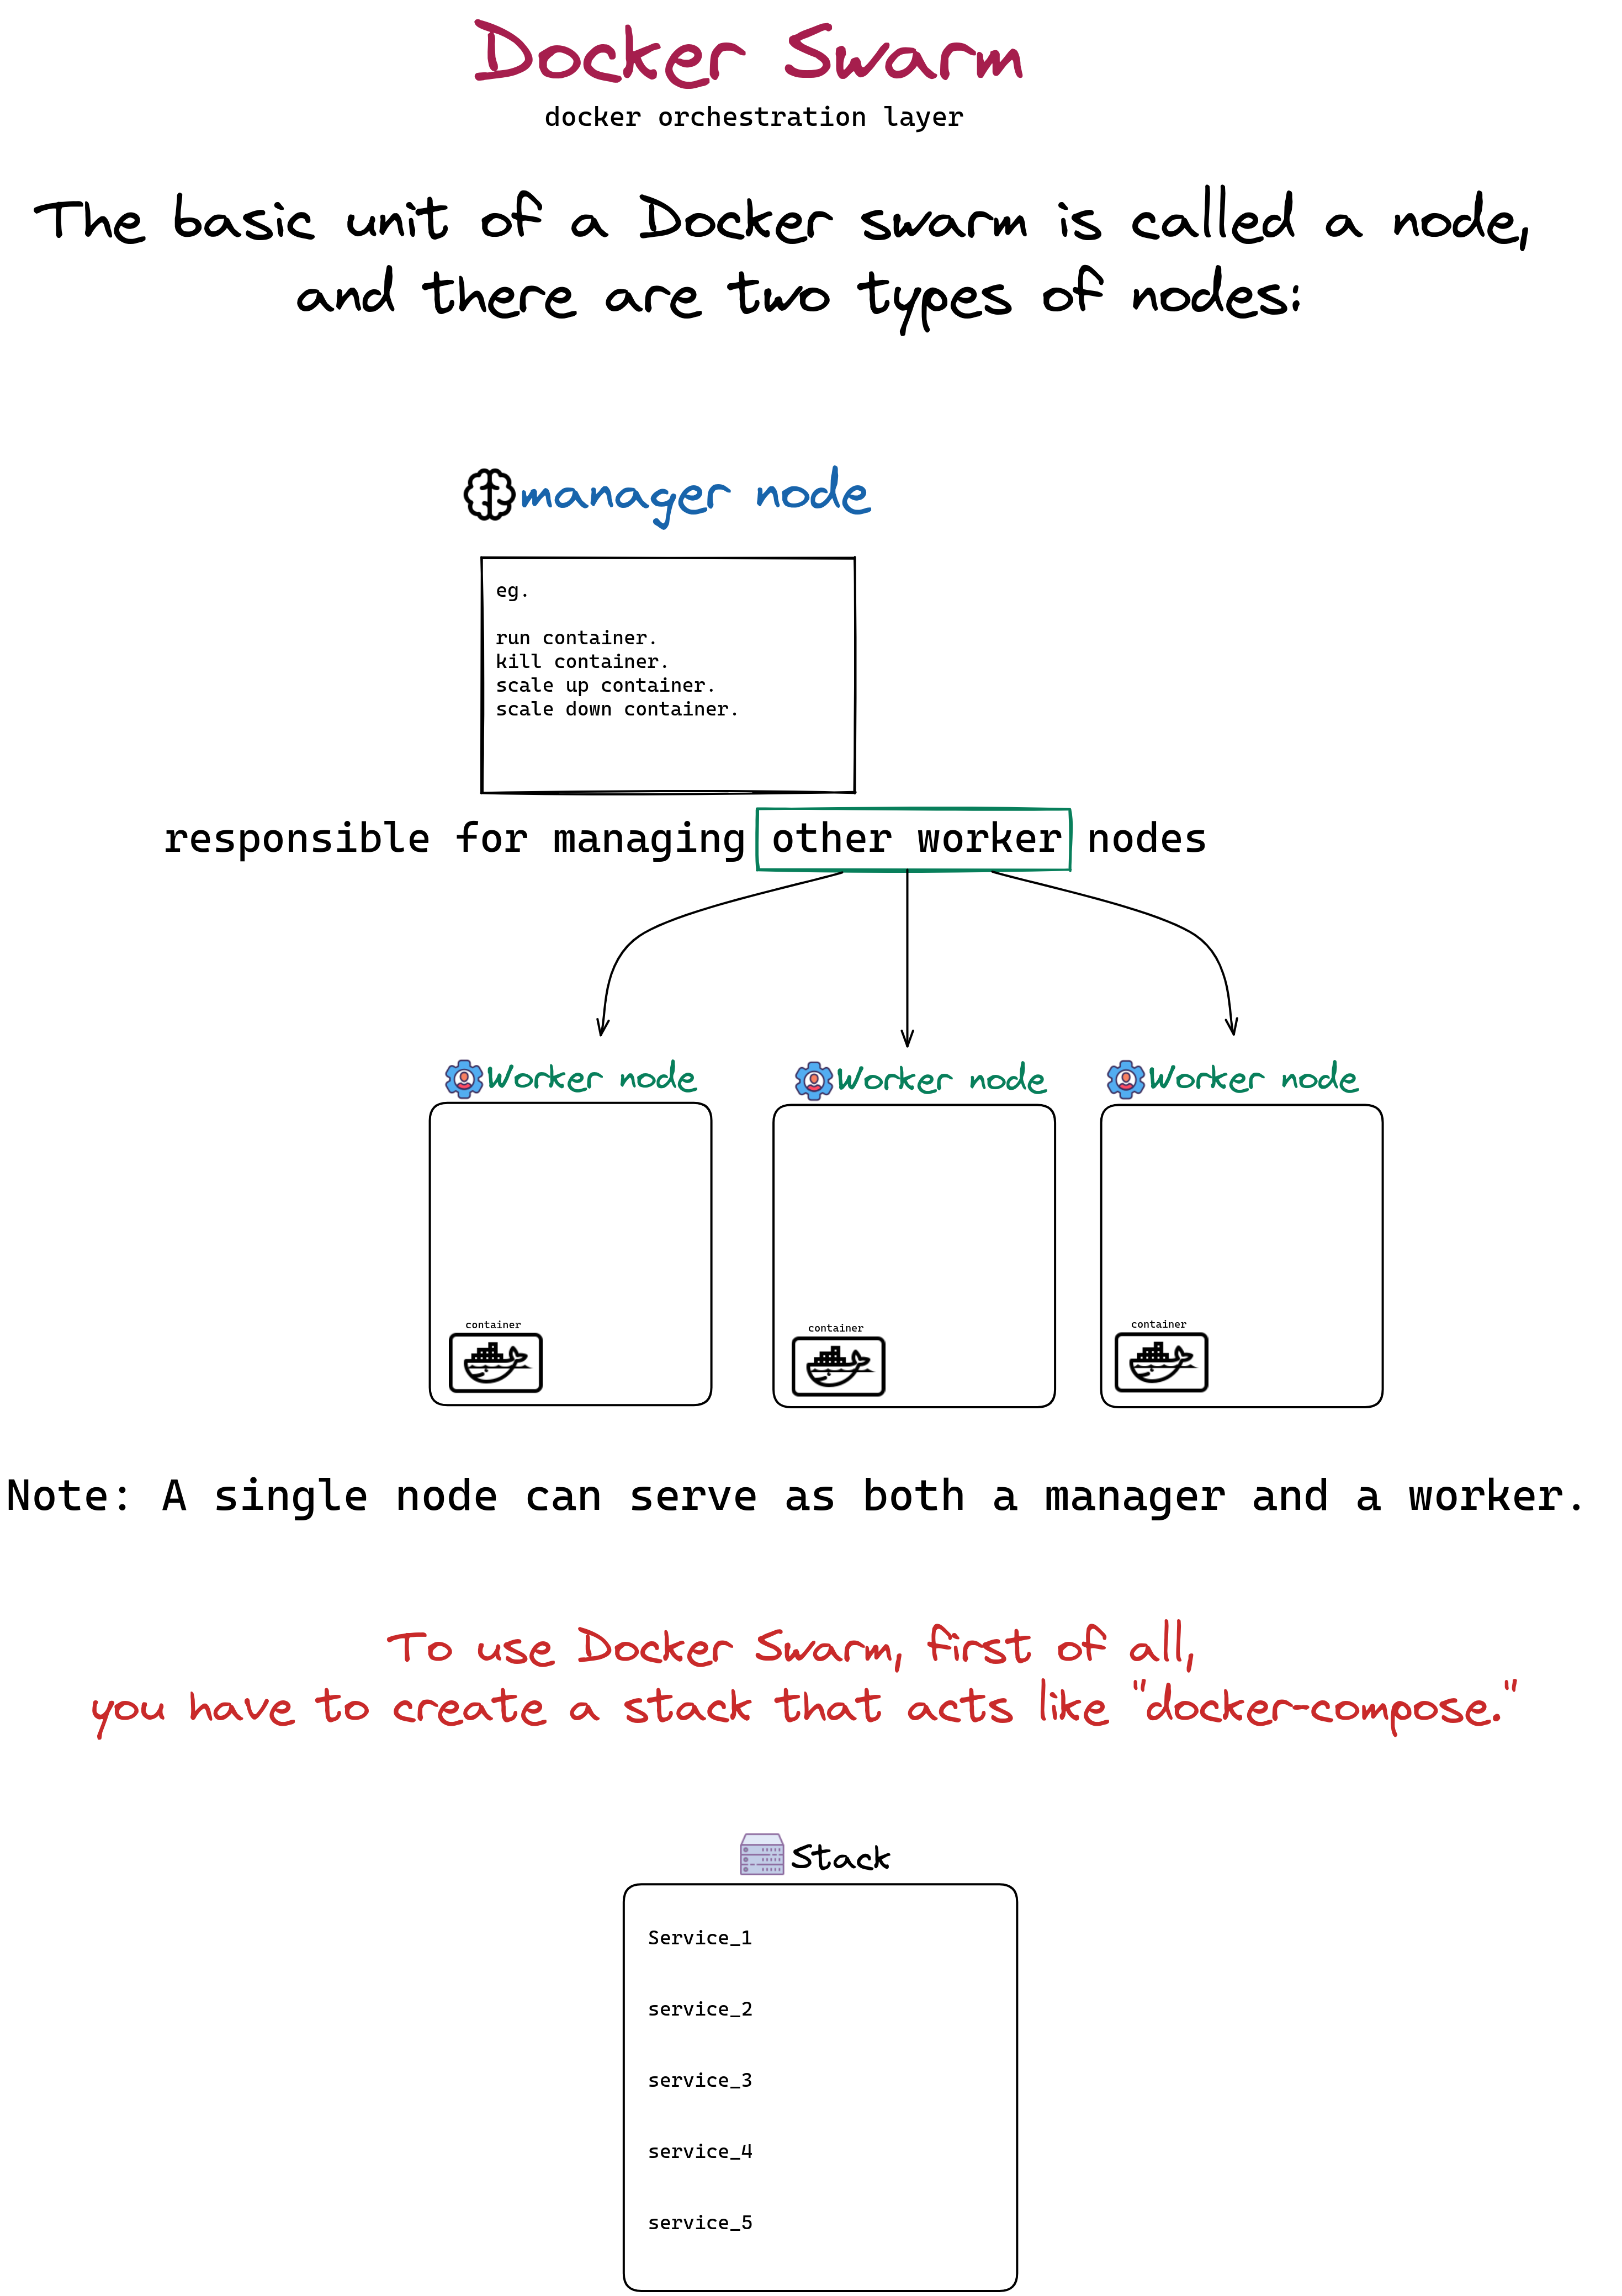 Docker Swarm
docker orchestration layer
The basic unit of a Docker swarm is called a node,
and there are two types of nodes:
manager node
eg.
run container.
kill container.
scale up container.
scale down container.
responsible for managing other worker nodes
Worker node
Worker node
Worker node
container
container
container
Note: A single node can serve as both a manager and a worker.
To use Docker Swarm, first of all,
you have to create a stack that acts like "docker-compose."
Stack
Service_1
service_2
service_3
service_4
service_5